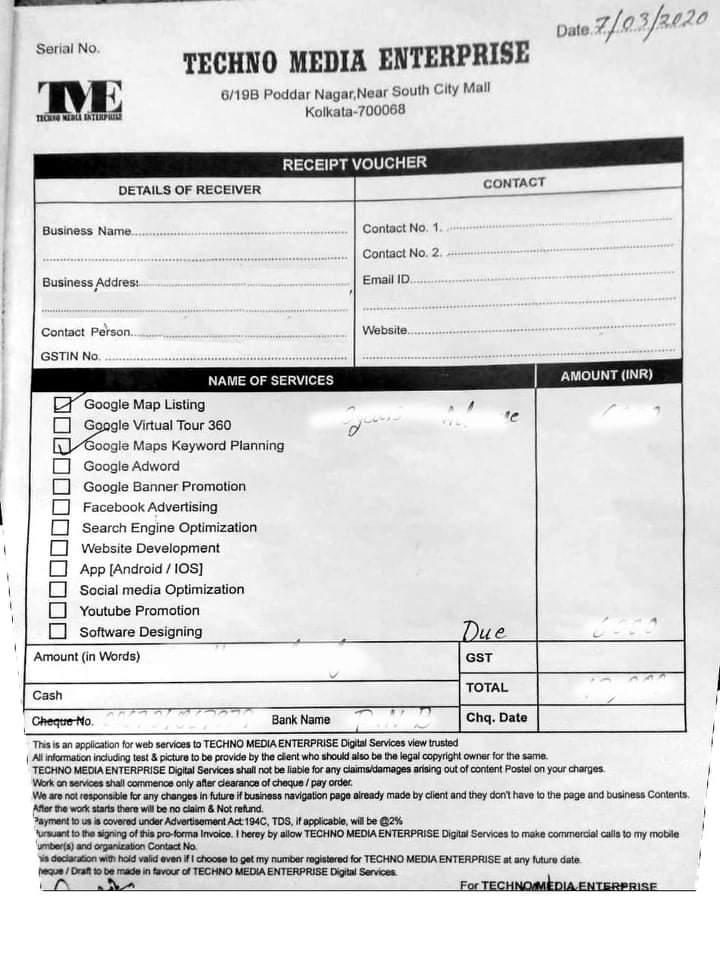 Serial No.
Date. 7/03/2020
TECHNO MEDIA ENTERPRISE
TME
TECHNO MEDIA ENTERPRISE
6/19B Poddar Nagar,Near South City Mall
Kolkata-700068
RECEIPT VOUCHER
DETAILS OF RECEIVER
CONTACT
Business Name
Contact No. 1.
Contact No. 2.
Business Address
Email ID
Contact Person
Website
GSTIN No.
NAME OF SERVICES
AMOUNT (INR)
Google Map Listing
Google Virtual Tour 360
Google Maps Keyword Planning
Google Adword
Google Banner Promotion
Facebook Advertising
Search Engine Optimization
Website Development
App [Android / IOS]
Social media Optimization
Youtube Promotion
Software Designing
Due
Amount (in Words)
GST
Cash
TOTAL
Cheque No.
Bank Name
Chq. Date
This is an application for web services to TECHNO MEDIA ENTERPRISE Digital Services view trusted
All information including test & picture to be provide by the client who should also be the legal copyright owner for the same.
TECHNO MEDIA ENTERPRISE Digital Services shall not be liable for any claims/damages arising out of content Postel on your charges.
Work on services shall commence only after clearance of cheque / pay order.
We are not responsible for any changes in future if business navigation page already made by client and they don't have to the page and business Contents.
After the work starts there will be no claim & Not refund.
Payment to us is covered under Advertisement Act 194C, TDS, if applicable, will be @2%
Pursuant to the signing of this pro-forma Invoice. I herey by allow TECHNO MEDIA ENTERPRISE Digital Services to make commercial calls to my mobile
umber(s) and organization Contact No.
his declaration with hold valid even if I choose to get my number registered for TECHNO MEDIA ENTERPRISE at any future date.
heque / Draft to be made in favour of TECHNO MEDIA ENTERPRISE Digital Services.
For TECHNO MEDIA ENTERPRISE